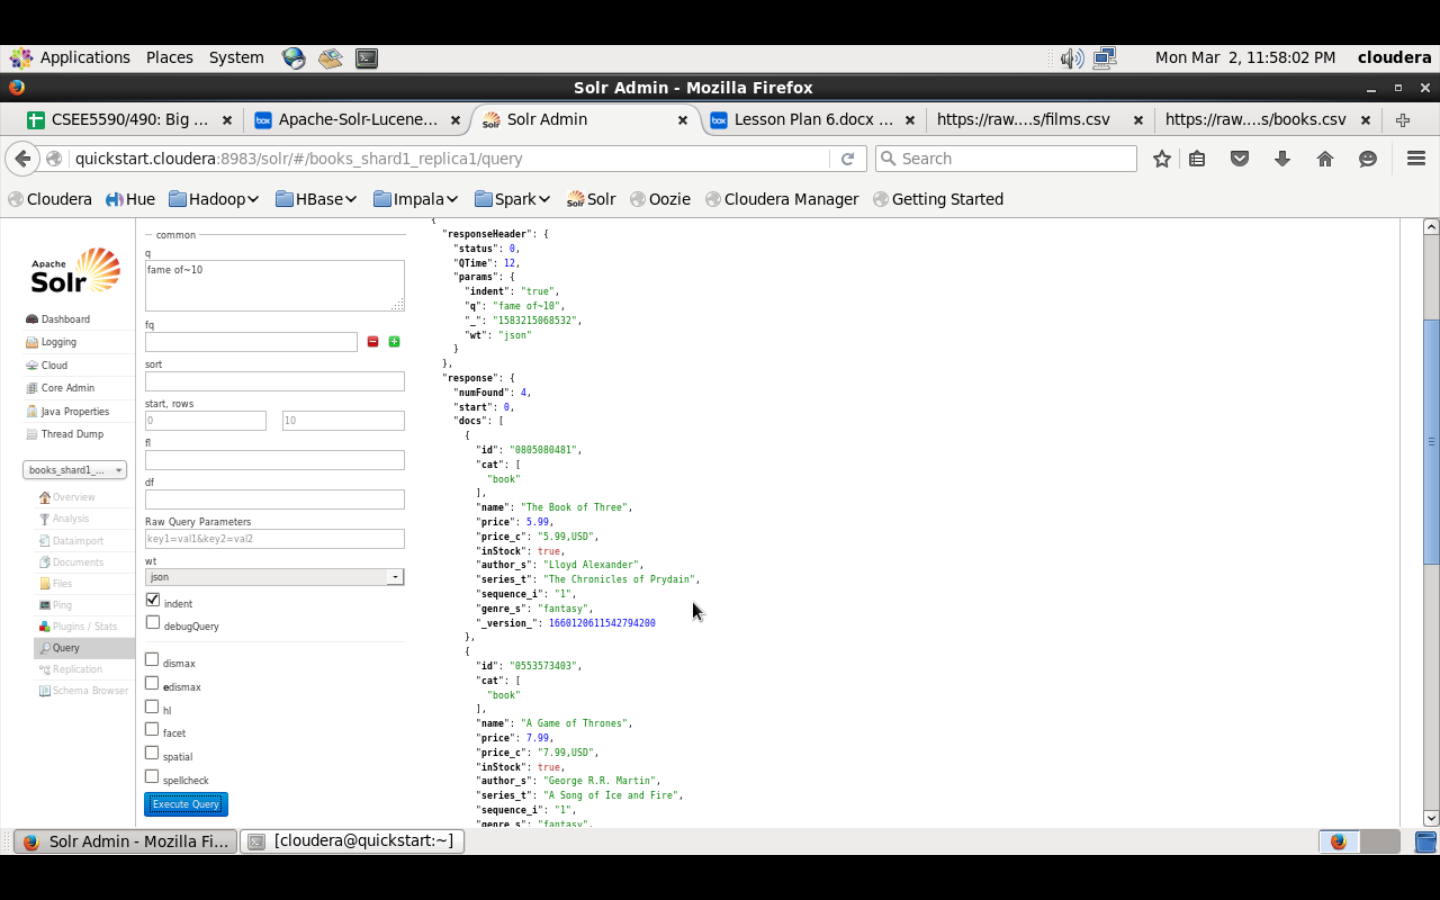 Applications Places System Mon Mar 2, 11:58:02 PM cloudera
Solr Admin - Mozilla Firefox
CSEE5590/490: Big ... Apache-Solr-Lucene... Solr Admin Lesson Plan 6.docx ... https://raw....s/films.csv https://raw....s/books.csv
quickstart.cloudera:8983/solr/#/books_shard1_replica1/query Search
Cloudera Hue Hadoop HBase Impala Spark Solr Oozie Cloudera Manager Getting Started
Apache
Solr
Dashboard
Logging
Cloud
Core Admin
Java Properties
Thread Dump
books_shard1_...
Overview
Analysis
Dataimport
Documents
Files
Ping
Plugins / Stats
Query
Replication
Schema Browser
common
q
fame of~10
fq
sort
start, rows
0 10
fl
df
Raw Query Parameters
key1=val1&key2=val2
wt
json
indent
debugQuery
dismax
edismax
hl
facet
spatial
spellcheck
Execute Query
{
"responseHeader": {
"status": 0,
"QTime": 12,
"params": {
"indent": "true",
"q": "fame of~10",
"_": "1583215068532",
"wt": "json"
}
},
"response": {
"numFound": 4,
"start": 0,
"docs": [
{
"id": "0805080481",
"cat": [
"book"
],
"name": "The Book of Three",
"price": 5.99,
"price_c": "5.99,USD",
"inStock": true,
"author_s": "Lloyd Alexander",
"series_t": "The Chronicles of Prydain",
"sequence_i": "1",
"genre_s": "fantasy",
"_version_": 1660120611542794200
},
{
"id": "0553573403",
"cat": [
"book"
],
"name": "A Game of Thrones",
"price": 7.99,
"price_c": "7.99,USD",
"inStock": true,
"author_s": "George R.R. Martin",
"series_t": "A Song of Ice and Fire",
"sequence_i": "1",
"genre_s": "fantasy",
Solr Admin - Mozilla Fi... [cloudera@quickstart:~]